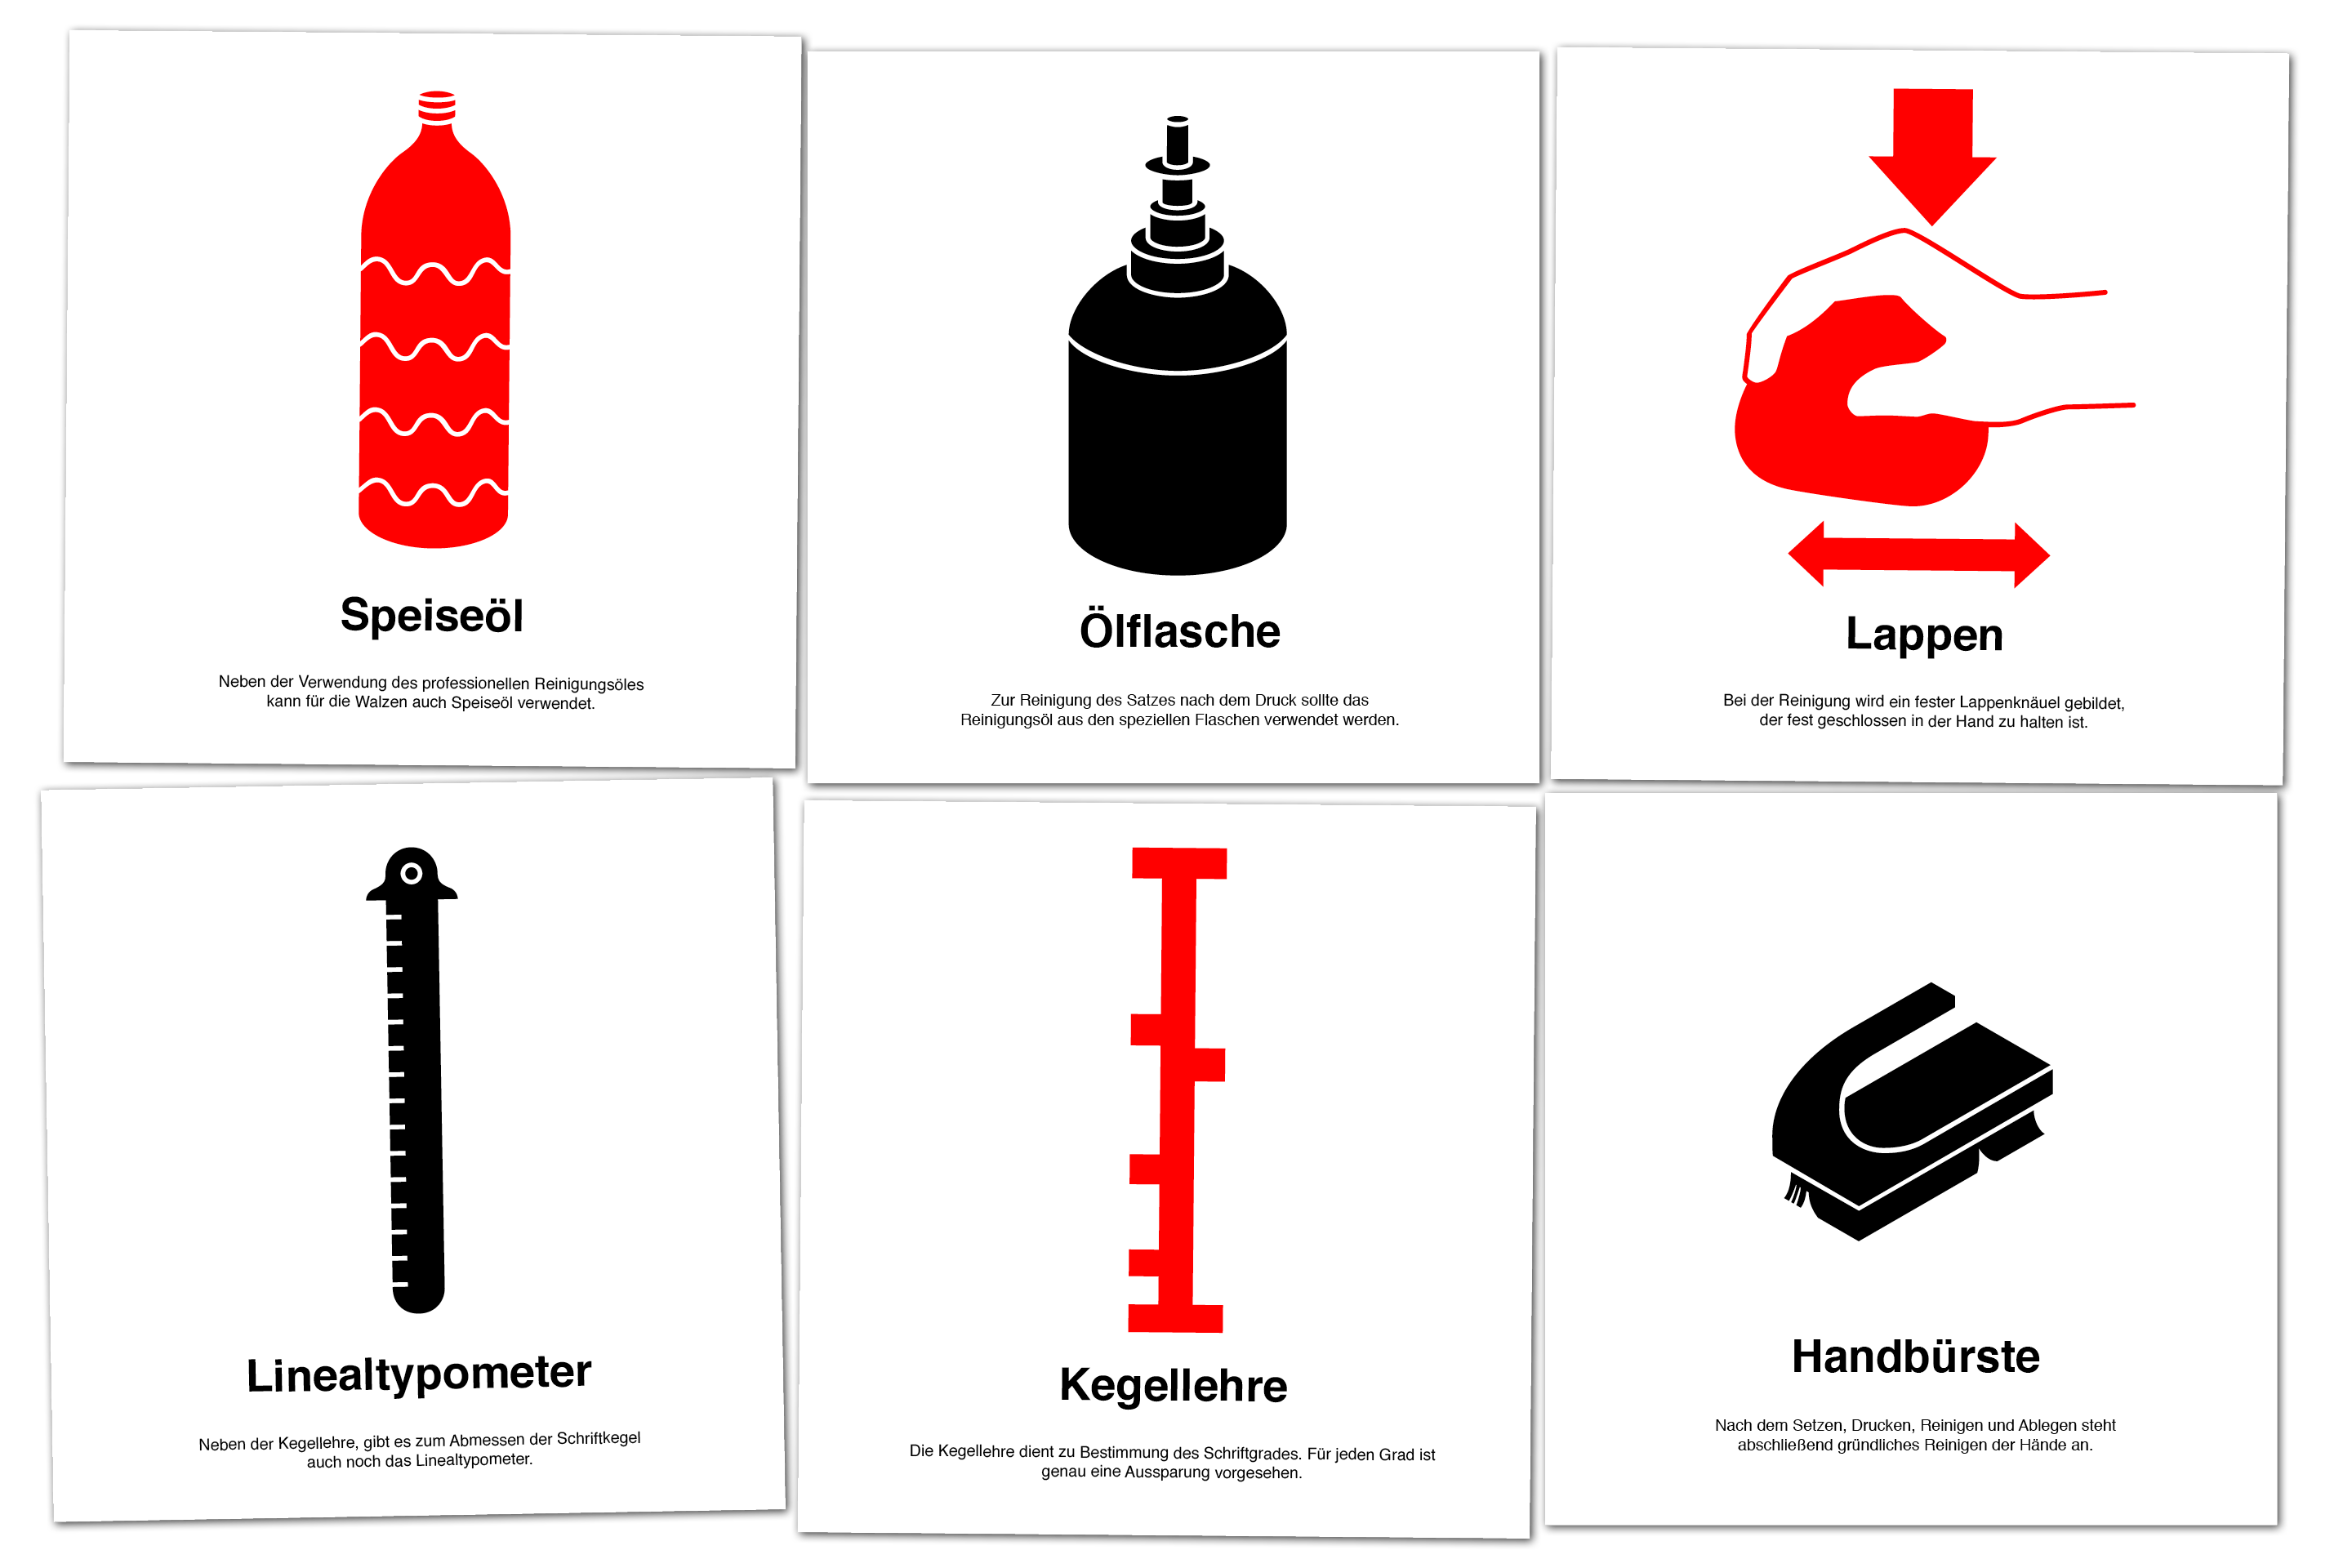 Speiseöl
Neben der Verwendung des professionellen Reinigungsöles
kann für die Walzen auch Speiseöl verwendet.
Ölflasche
Zur Reinigung des Satzes nach dem Druck sollte das
Reinigungsöl aus den speziellen Flaschen verwendet werden.
Lappen
Bei der Reinigung wird ein fester Lappenknäuel gebildet,
der fest geschlossen in der Hand zu halten ist.
Linealtypometer
Neben der Kegellehre, gibt es zum Abmessen der Schriftkegel
auch noch das Linealtypometer.
Kegellehre
Die Kegellehre dient zu Bestimmung des Schriftgrades. Für jeden Grad ist
genau eine Aussparung vorgesehen.
Handbürste
Nach dem Setzen, Drucken, Reinigen und Ablegen steht
abschließend gründliches Reinigen der Hände an.